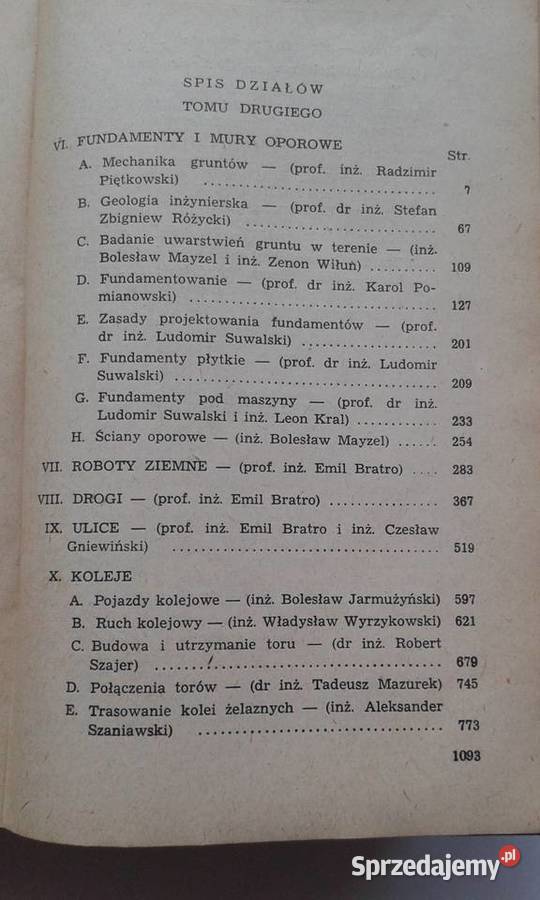 SPIS DZIAŁÓW
TOMU DRUGIEGO
Str.
VI. FUNDAMENTY I MURY OPOROWE
A. Mechanika gruntów — (prof. inż. Radzimir
Piętkowski) ................................ 7
B. Geologia inżynierska — (prof. dr inż. Stefan
Zbigniew Różycki) ........................ 67
C. Badanie uwarstwień gruntu w terenie — (inż.
Bolesław Mayzel i inż. Zenon Wiłun) .......... 109
D. Fundamentowanie — (prof. dr inż. Karol Po-
mianowski) ................................ 127
E. Zasady projektowania fundamentów — (prof.
dr inż. Ludomir Suwalski) .................. 201
F. Fundamenty płytkie — (prof. dr inż. Ludomir
Suwalski) .................................. 209
G. Fundamenty pod maszyny — (prof. dr inż.
Ludomir Suwalski i inż. Leon Kral) ............ 233
H. Ściany oporowe — (inż. Bolesław Mayzel) ...... 254
VII. ROBOTY ZIEMNE — (prof. inż. Emil Bratro) .... 283
VIII. DROGI — (prof. inż. Emil Bratro) ................ 367
IX. ULICE — (prof. inż. Emil Bratro i inż. Czesław
Gniewiński) .................................... 519
X. KOLEJE
A. Pojazdy kolejowe — (inż. Bolesław Jarmużyński) 597
B. Ruch kolejowy — (inż. Władysław Wyrzykowski) 621
C. Budowa i utrzymanie toru — (dr inż. Robert
Szajer) .................................... 679
D. Połączenia torów — (dr inż. Tadeusz Mazurek) 745
E. Trasowanie kolei żelaznych — (inż. Aleksander
Szaniawski) ................................ 773
1093
Sprzedajemy.pl